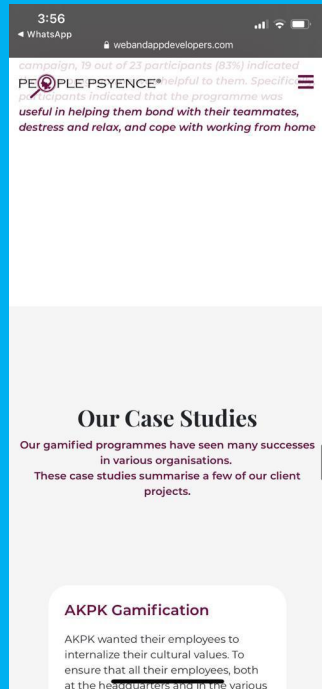 3:56
◄ WhatsApp
webandappdevelopers.com
campaign, 19 out of 23 participants (83%) indicated
PEOPLE PSYENCE®
helpful to them. Specific
participants indicated that the programme was
useful in helping them bond with their teammates,
destress and relax, and cope with working from home
Our Case Studies
Our gamified programmes have seen many successes
in various organisations.
These case studies summarise a few of our client
projects.
AKPK Gamification
AKPK wanted their employees to
internalize their cultural values. To
ensure that all their employees, both
at the headquarters and in the various